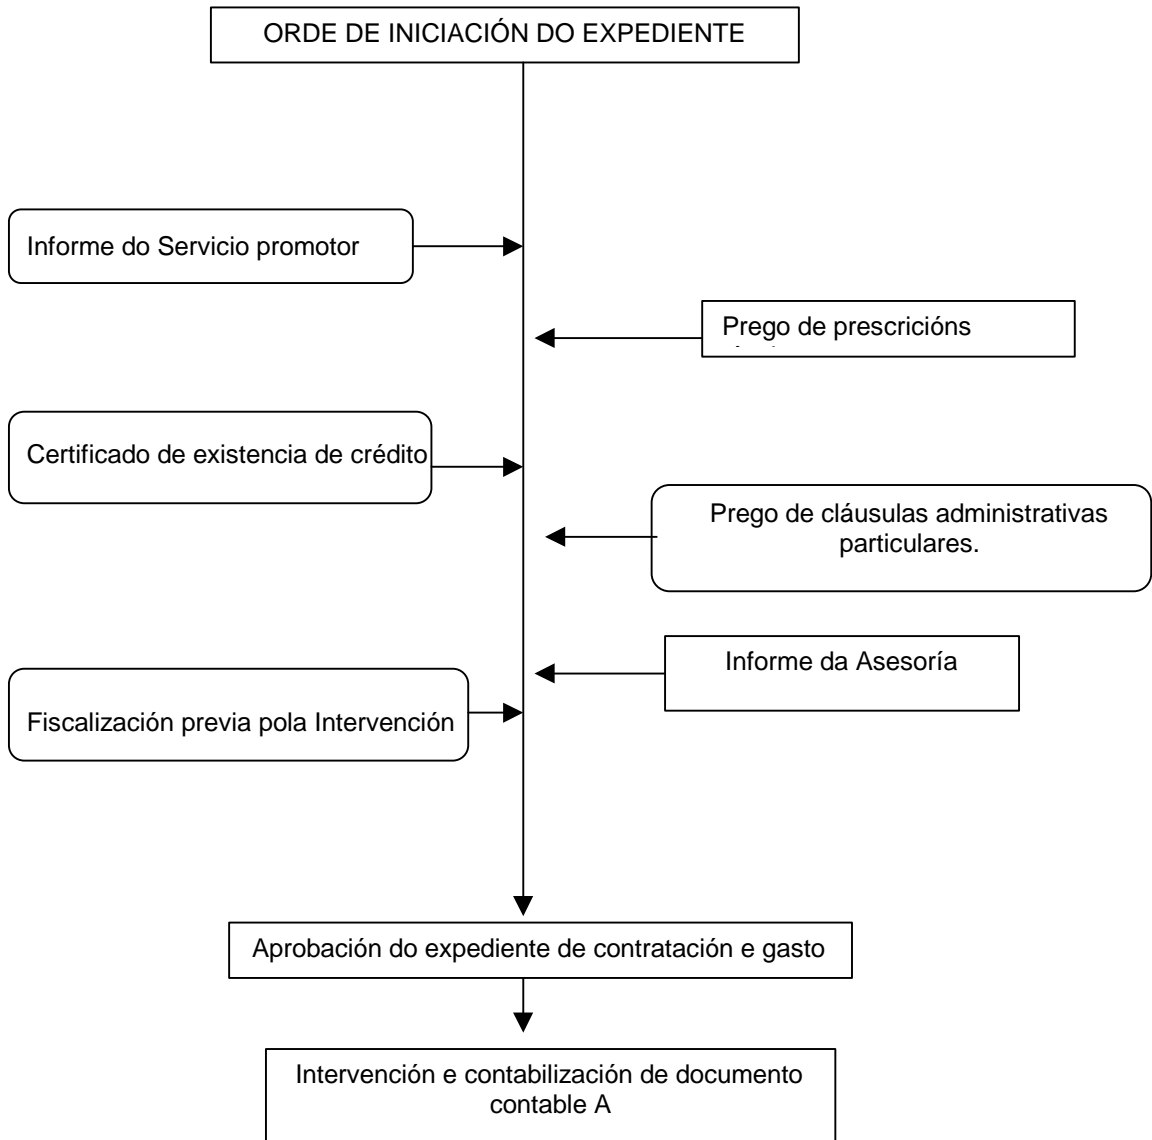 ORDE DE INICIACIÓN DO EXPEDIENTE
Informe do Servicio promotor
Prego de prescricións
Certificado de existencia de crédito
Prego de cláusulas administrativas
particulares.
Informe da Asesoría
Fiscalización previa pola Intervención
Aprobación do expediente de contratación e gasto
Intervención e contabilización de documento
contable A